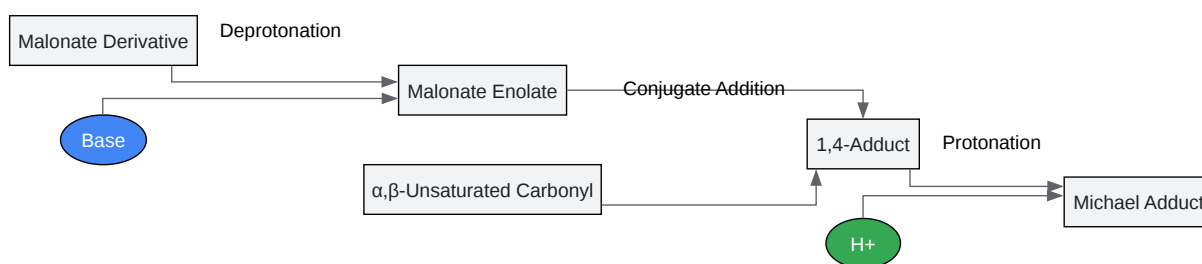 Deprotonation
Malonate Derivative
Malonate Enolate
Conjugate Addition
Base
1,4-Adduct
Protonation
α,β-Unsaturated Carbonyl
Michael Adduct
H+